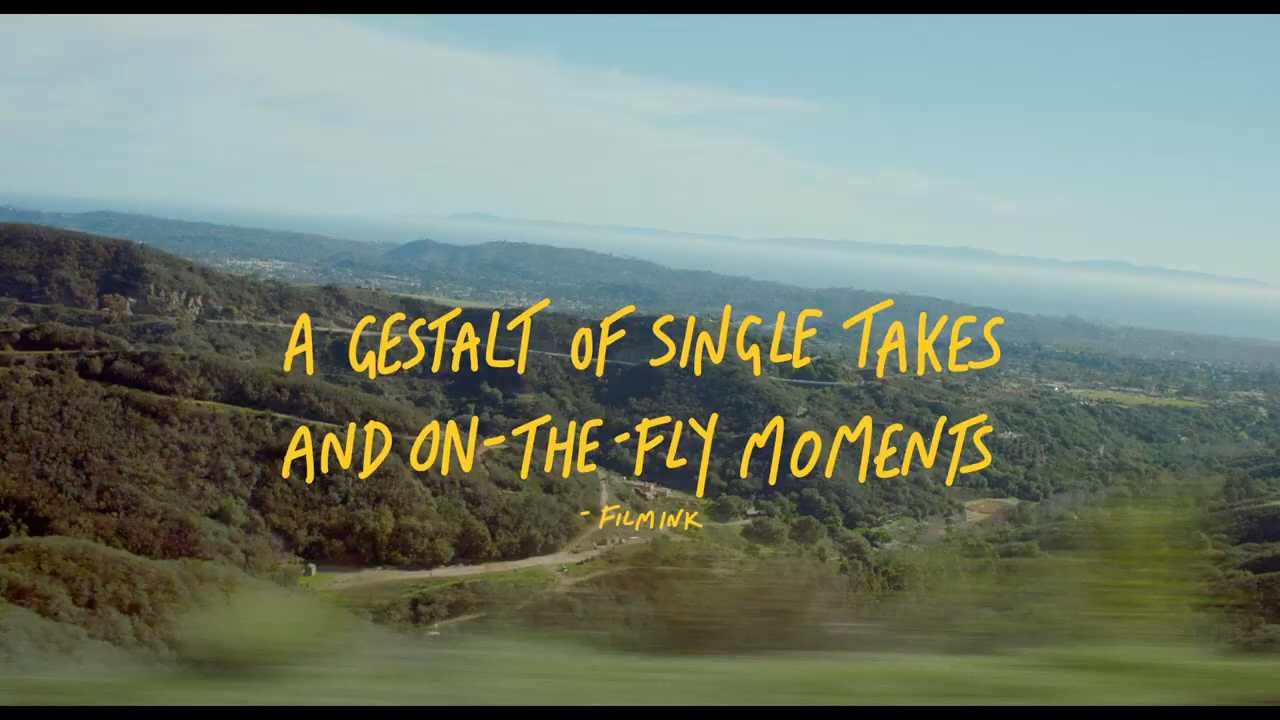 A GESTALT OF SINGLE TAKES
AND ON-THE-FLY MOMENTS
- FILMINK